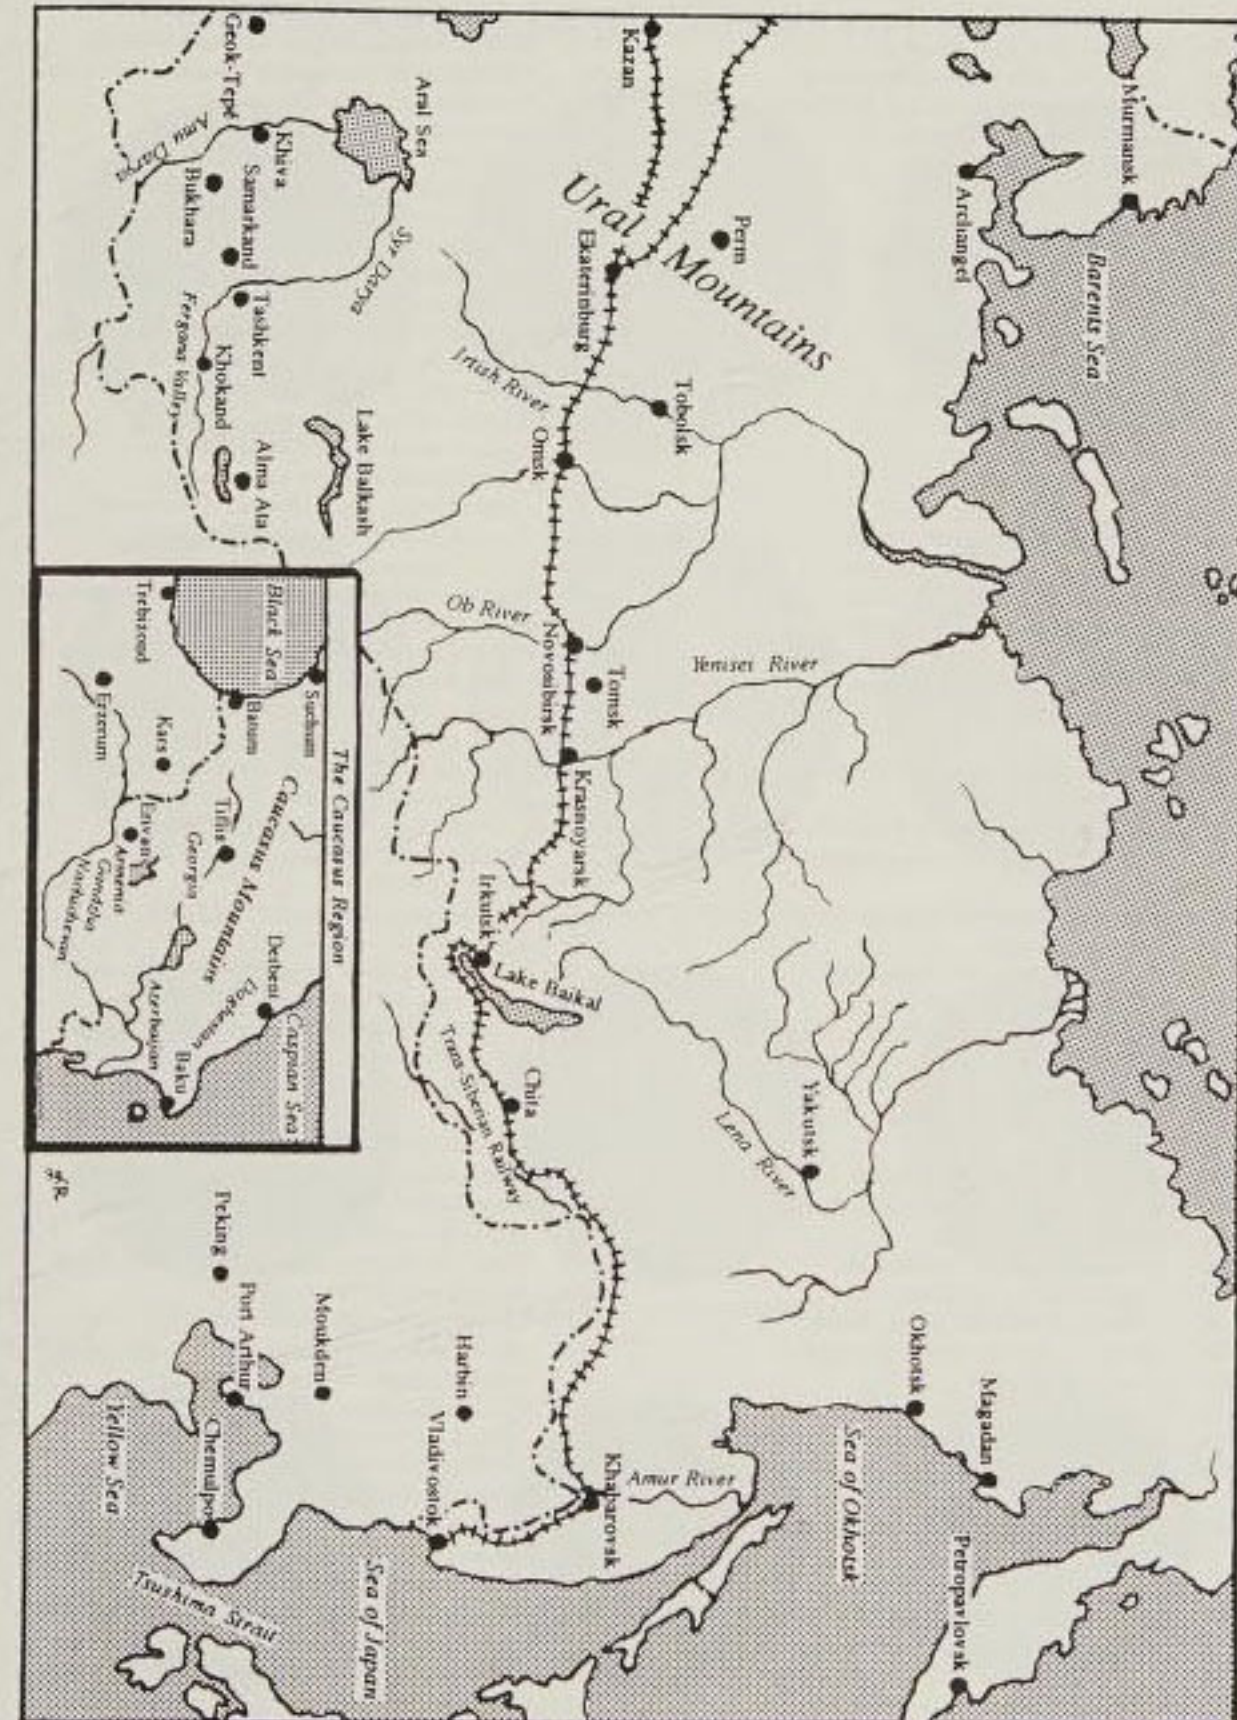 Barents Sea
Murmansk
Archangel
Perm
Ural
Mountains
Kazan
Ekaterinburg
Tobolsk
Irtish River
Omsk
Aral Sea
Syr Darya
Geok-Tepé
Khiva
Amu Darya
Samarkand
Bukhara
Tashkent
Khokand
Fergana Valley
Lake Balkash
Alma Ata
Yenisei River
Ob River
Tomsk
Novosibirsk
Krasnoyarsk
Irkutsk
Lake Baikal
Trans-Siberian Railway
Chita
Yakutsk
Lena River
Okhotsk
Magadan
Sea of Okhotsk
Petropavlovsk
Amur River
Khabarovsk
Harbin
Vladivostok
Moukden
Peking
Port Arthur
Chemulpo
Yellow Sea
Sea of Japan
Tsushima Strait
The Caucasus Region
Black Sea
Suchum
Batum
Trebizond
Erzerum
Kars
Caucasus Mountains
Tiflis
Georgia
Erivan
Armenia
Derbent
Daghestan
Caspian Sea
Azerbaijan
Baku